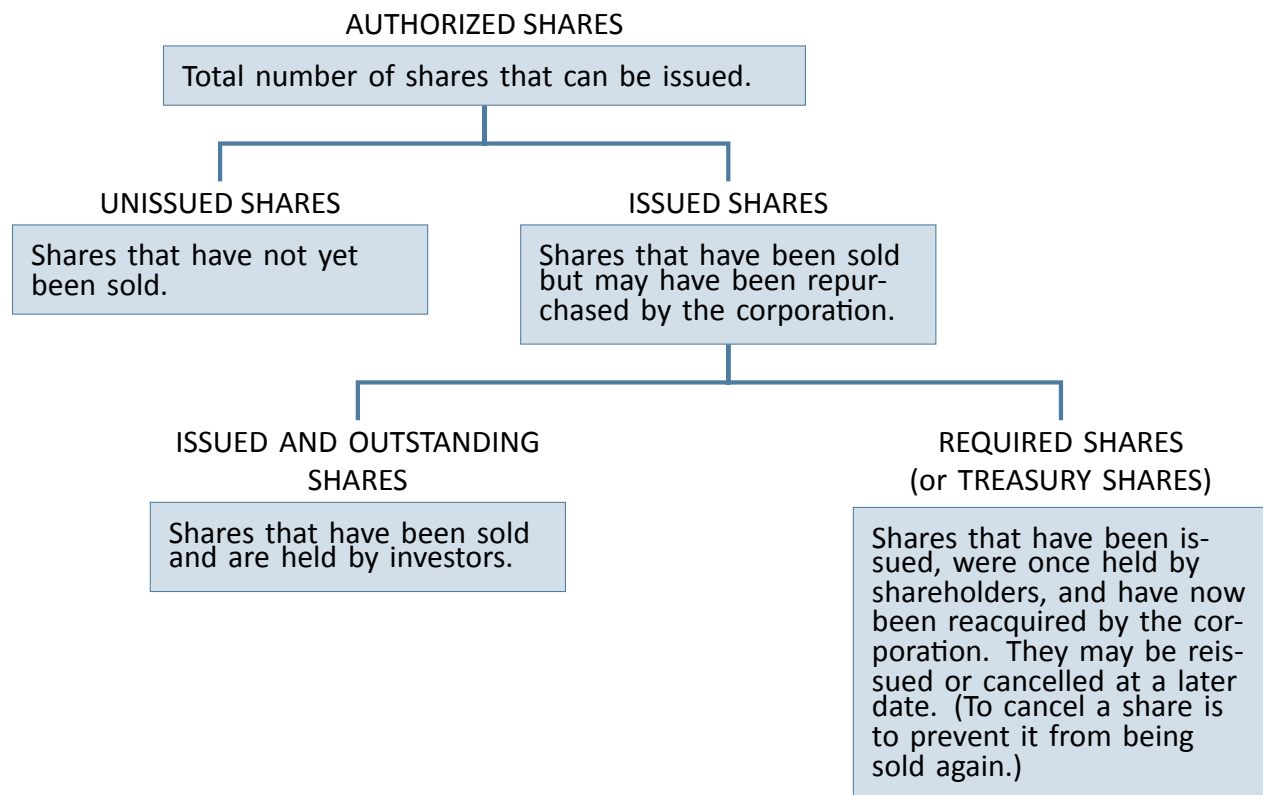 AUTHORIZED SHARES
Total number of shares that can be issued.
UNISSUED SHARES
Shares that have not yet
been sold.
ISSUED SHARES
Shares that have been sold
but may have been repur-
chased by the corporation.
ISSUED AND OUTSTANDING
SHARES
Shares that have been sold
and are held by investors.
REQUIRED SHARES
(or TREASURY SHARES)
Shares that have been is-
sued, were once held by
shareholders, and have now
been reacquired by the cor-
poration. They may be reis-
sued or cancelled at a later
date. (To cancel a share is
to prevent it from being
sold again.)